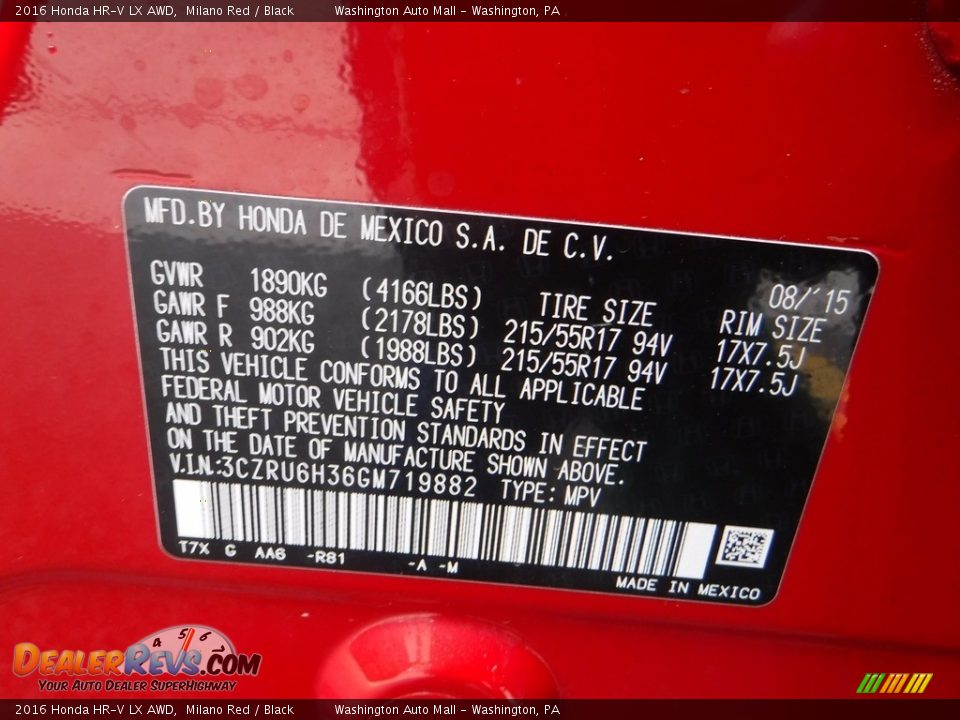 2016 Honda HR-V LX AWD, Milano Red / Black Washington Auto Mall - Washington, PA
MFD.BY HONDA DE MEXICO S.A. DE C.V.
08/'15
GVWR 1890KG (4166LBS) TIRE SIZE RIM SIZE
GAWR F 988KG (2178LBS) 215/55R17 94V 17X7.5J
GAWR R 902KG (1988LBS) 215/55R17 94V 17X7.5J
THIS VEHICLE CONFORMS TO ALL APPLICABLE
FEDERAL MOTOR VEHICLE SAFETY
AND THEFT PREVENTION STANDARDS IN EFFECT
ON THE DATE OF MANUFACTURE SHOWN ABOVE.
V.I.N.:3CZRU6H36GM719882 TYPE: MPV
T7X G AA6 -R81 -A -M
MADE IN MEXICO
4 5 6
DEALERREVS.COM
YOUR AUTO DEALER SUPERHIGHWAY
2016 Honda HR-V LX AWD, Milano Red / Black Washington Auto Mall - Washington, PA